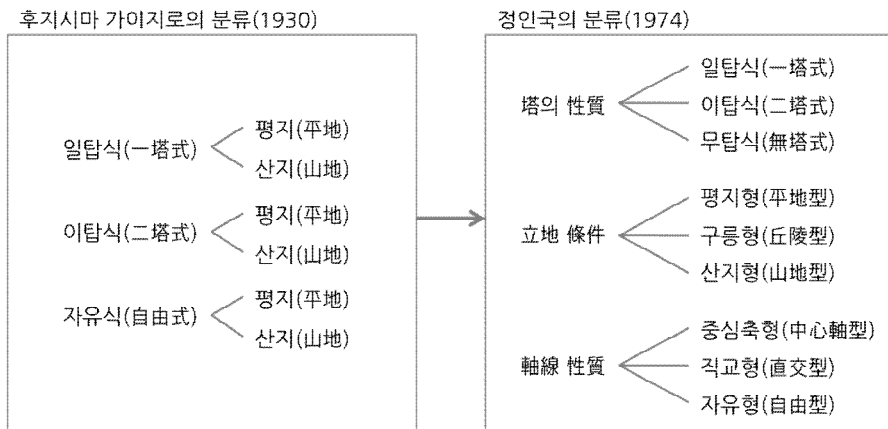 후지시마 가이지로의 분류(1930)
일탑식(一塔式)
평지(平地)
산지(山地)
이탑식(二塔式)
평지(平地)
산지(山地)
자유식(自由式)
평지(平地)
산지(山地)
정인국의 분류(1974)
塔의 性質
일탑식(一塔式)
이탑식(二塔式)
무탑식(無塔式)
立地 條件
평지형(平地型)
구릉형(丘陵型)
산지형(山地型)
軸線 性質
중심축형(中心軸型)
직교형(直交型)
자유형(自由型)